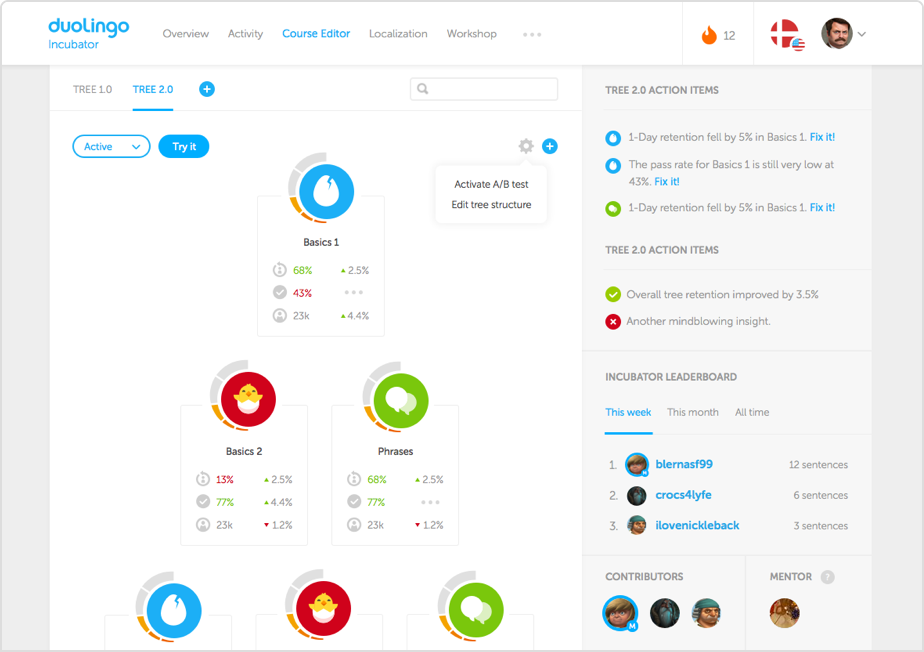 duolingo
Incubator
Overview
Activity
Course Editor
Localization
Workshop
12
TREE 1.0
TREE 2.0
Active
Try it
Activate A/B test
Edit tree structure
Basics 1
68% 2.5%
43%
23k 4.4%
Basics 2
13% 2.5%
77% 4.4%
23k 1.2%
Phrases
68% 2.5%
77%
23k 1.2%
TREE 2.0 ACTION ITEMS
1-Day retention fell by 5% in Basics 1. Fix it!
The pass rate for Basics 1 is still very low at
43%. Fix it!
1-Day retention fell by 5% in Basics 1. Fix it!
TREE 2.0 ACTION ITEMS
Overall tree retention improved by 3.5%
Another mindblowing insight.
INCUBATOR LEADERBOARD
This week
This month
All time
1. blernasf99 12 sentences
2. crocs4lyfe 6 sentences
3. ilovenickleback 3 sentences
CONTRIBUTORS
M
MENTOR ?